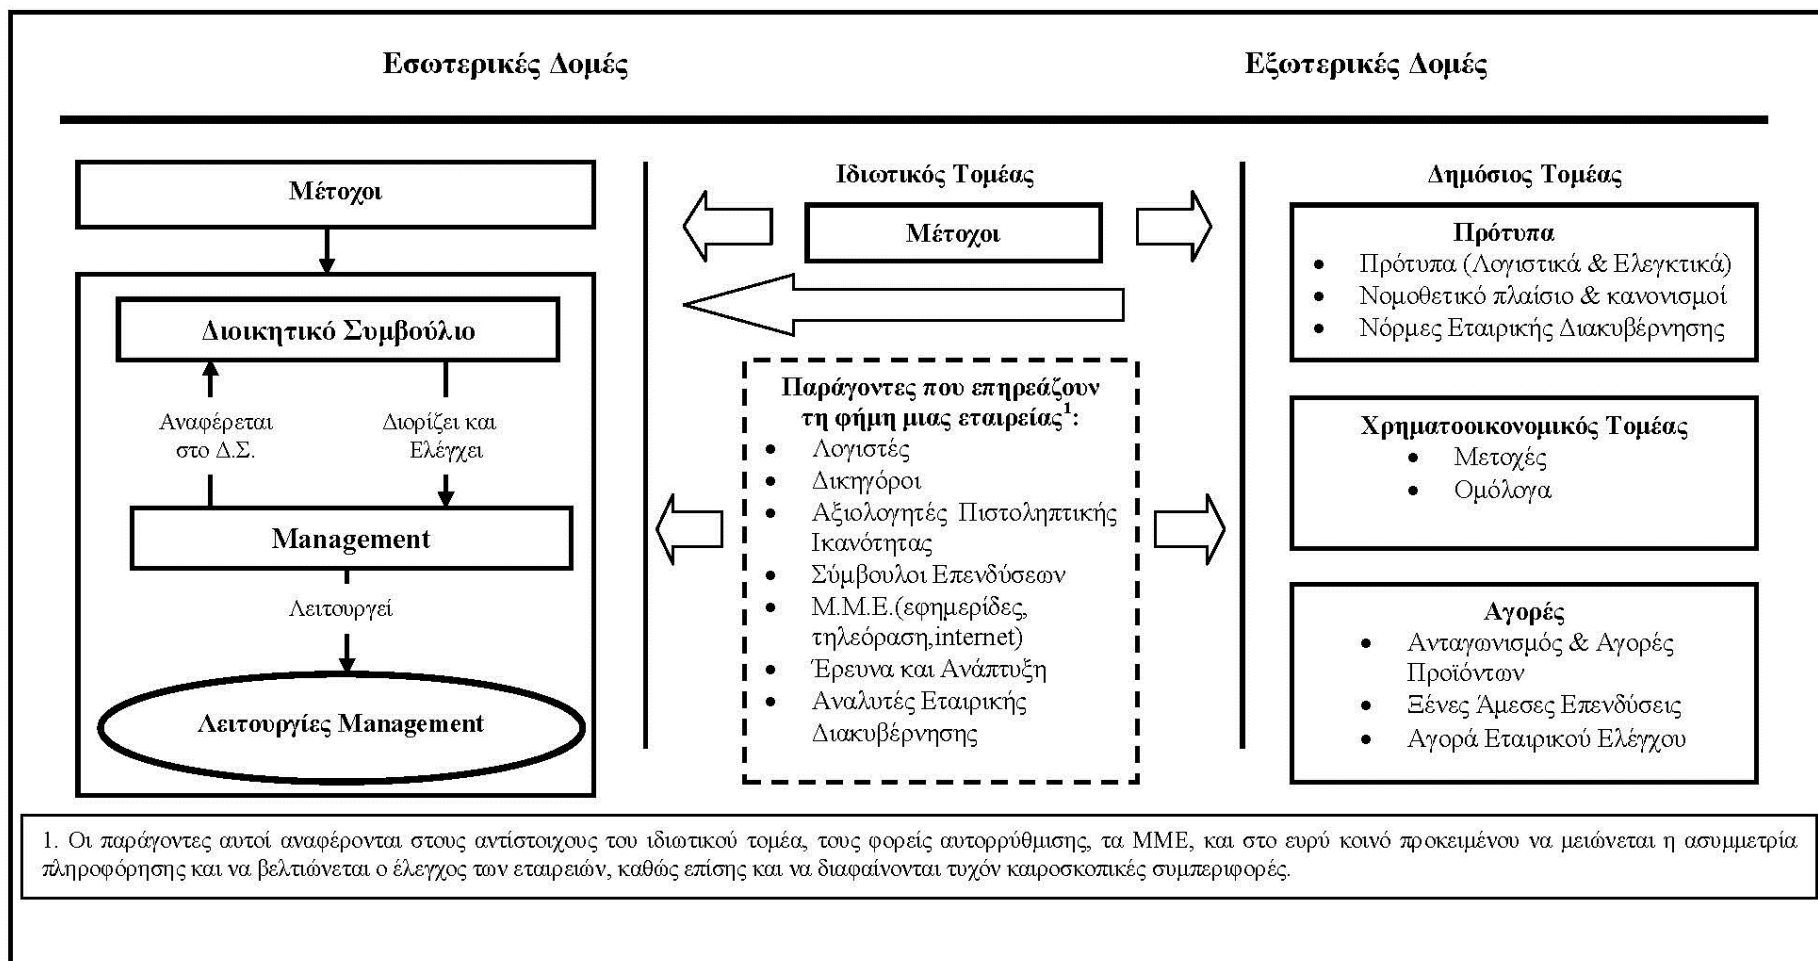 Εσωτερικές Δομές
Εξωτερικές Δομές
Μέτοχοι
Διοικητικό Συμβούλιο
Αναφέρεται
στο Δ.Σ.
Διορίζει και
Ελέγχει
Management
Λειτουργεί
Λειτουργίες Management
Ιδιωτικός Τομέας
Μέτοχοι
Παράγοντες που επηρεάζουν
τη φήμη μιας εταιρείας¹:
• Λογιστές
• Δικηγόροι
• Αξιολογητές Πιστοληπτικής
Ικανότητας
• Σύμβουλοι Επενδύσεων
• Μ.Μ.Ε.(εφημερίδες,
τηλεόραση,internet)
• Έρευνα και Ανάπτυξη
• Αναλυτές Εταιρικής
Διακυβέρνησης
Δημόσιος Τομέας
Πρότυπα
• Πρότυπα (Λογιστικά & Ελεγκτικά)
• Νομοθετικό πλαίσιο & κανονισμοί
• Νόρμες Εταιρικής Διακυβέρνησης
Χρηματοοικονομικός Τομέας
• Μετοχές
• Ομόλογα
Αγορές
• Ανταγωνισμός & Αγορές
Προϊόντων
• Ξένες Άμεσες Επενδύσεις
• Αγορά Εταιρικού Ελέγχου
1. Οι παράγοντες αυτοί αναφέρονται στους αντίστοιχους του ιδιωτικού τομέα, τους φορείς αυτορρύθμισης, τα ΜΜΕ, και στο ευρύ κοινό προκειμένου να μειώνεται η ασυμμετρία
πληροφόρησης και να βελτιώνεται ο έλεγχος των εταιρειών, καθώς επίσης και να διαφαίνονται τυχόν καιροσκοπικές συμπεριφορές.